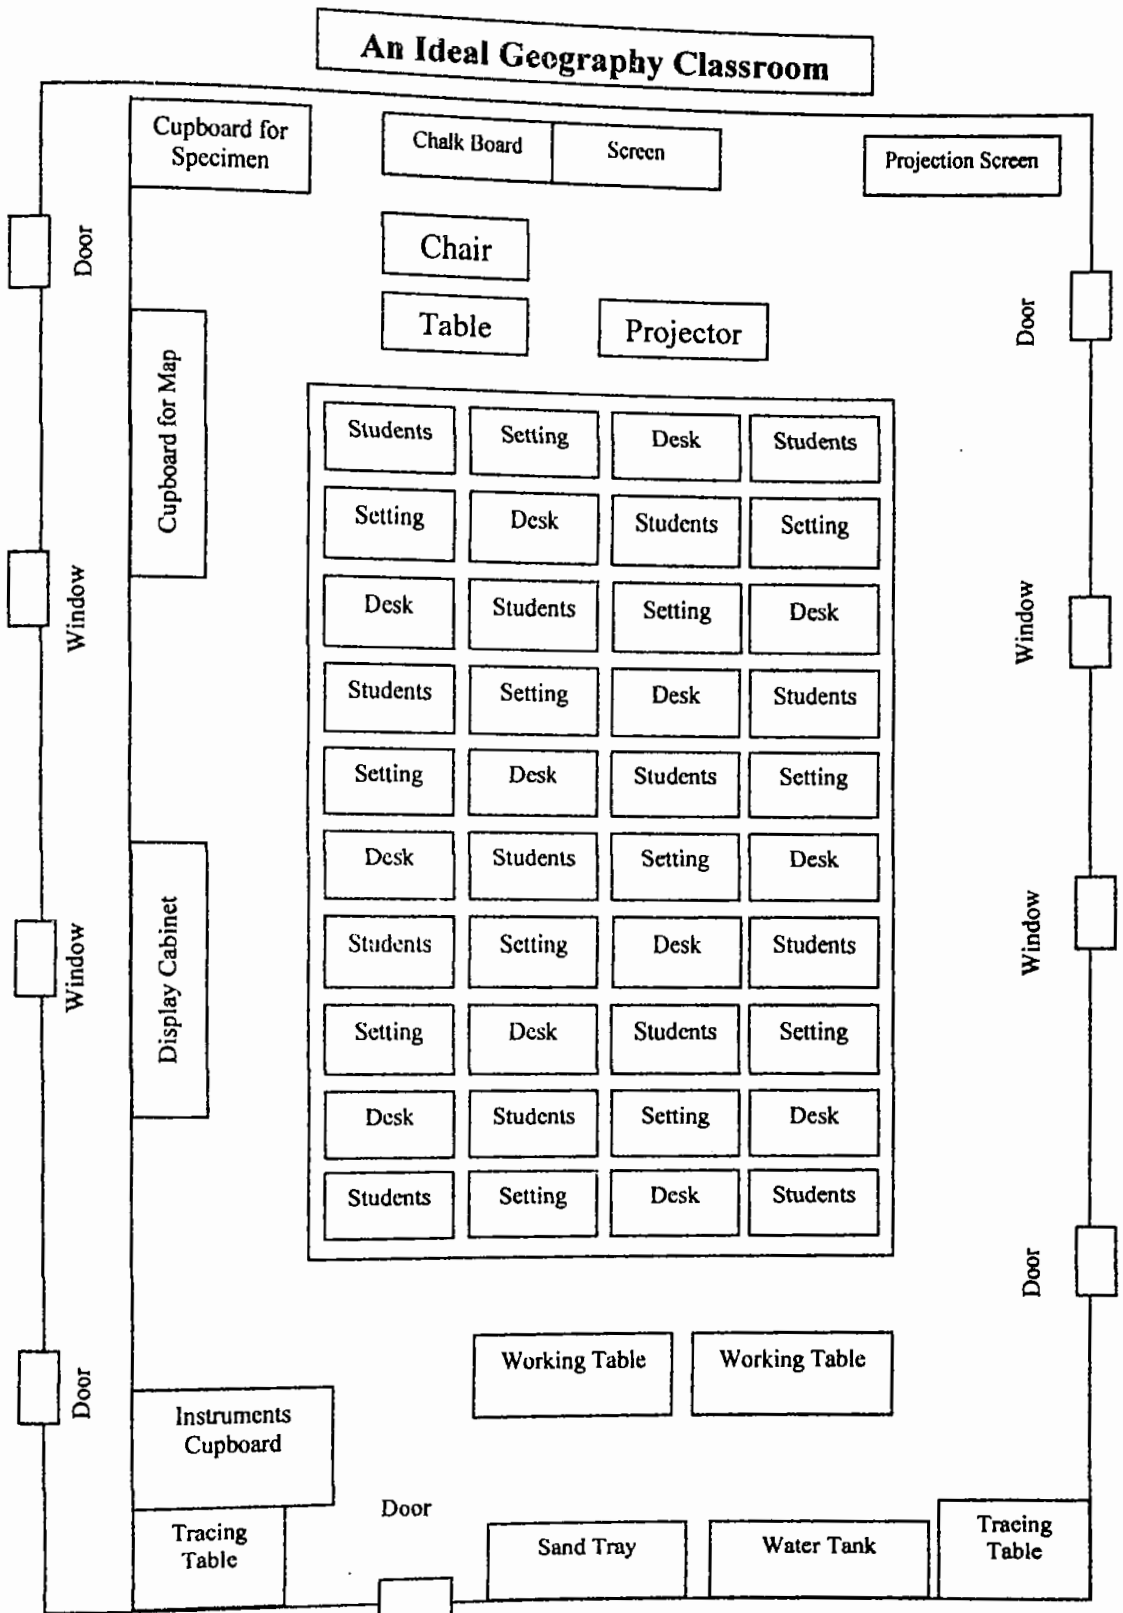 An Ideal Geography Classroom
Cupboard for
Specimen
Chalk Board
Screen
Projection Screen
Door
Chair
Door
Table
Projector
Cupboard for Map
Students
Setting
Desk
Students
Setting
Desk
Students
Setting
Window
Desk
Students
Setting
Desk
Window
Students
Setting
Desk
Students
Setting
Desk
Students
Setting
Desk
Students
Setting
Desk
Window
Display Cabinet
Students
Setting
Desk
Students
Window
Setting
Desk
Students
Setting
Desk
Students
Setting
Desk
Students
Setting
Desk
Students
Door
Working Table
Working Table
Door
Instruments
Cupboard
Door
Tracing
Table
Sand Tray
Water Tank
Tracing
Table